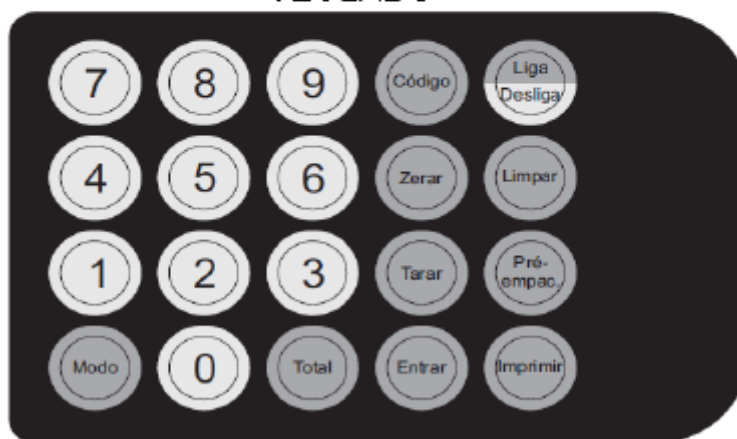 7 8 9 Código Liga
Desliga
4 5 6 Zerar Limpar
1 2 3 Tarar Pré-
empac.
Modo 0 Total Entrar Imprimir